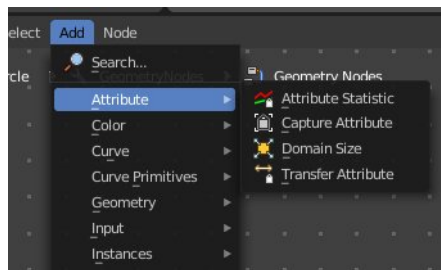 elect Add Node
Search...
rcle GeometryNodes Geometry Nodes
Attribute
Attribute Statistic
Color
Capture Attribute
Curve
Domain Size
Curve Primitives
Transfer Attribute
Geometry
Input
Instances